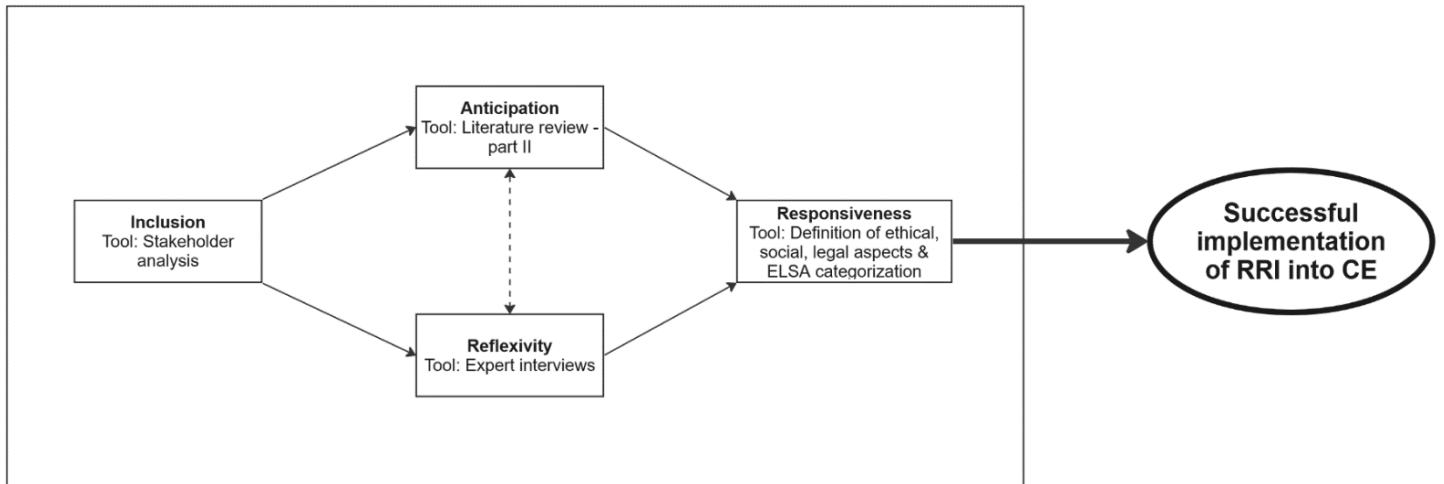 Anticipation
Tool: Literature review -
part II
Inclusion
Tool: Stakeholder
analysis
Reflexivity
Tool: Expert interviews
Responsiveness
Tool: Definition of ethical,
social, legal aspects &
ELSA categorization
Successful
implementation
of RRI into CE